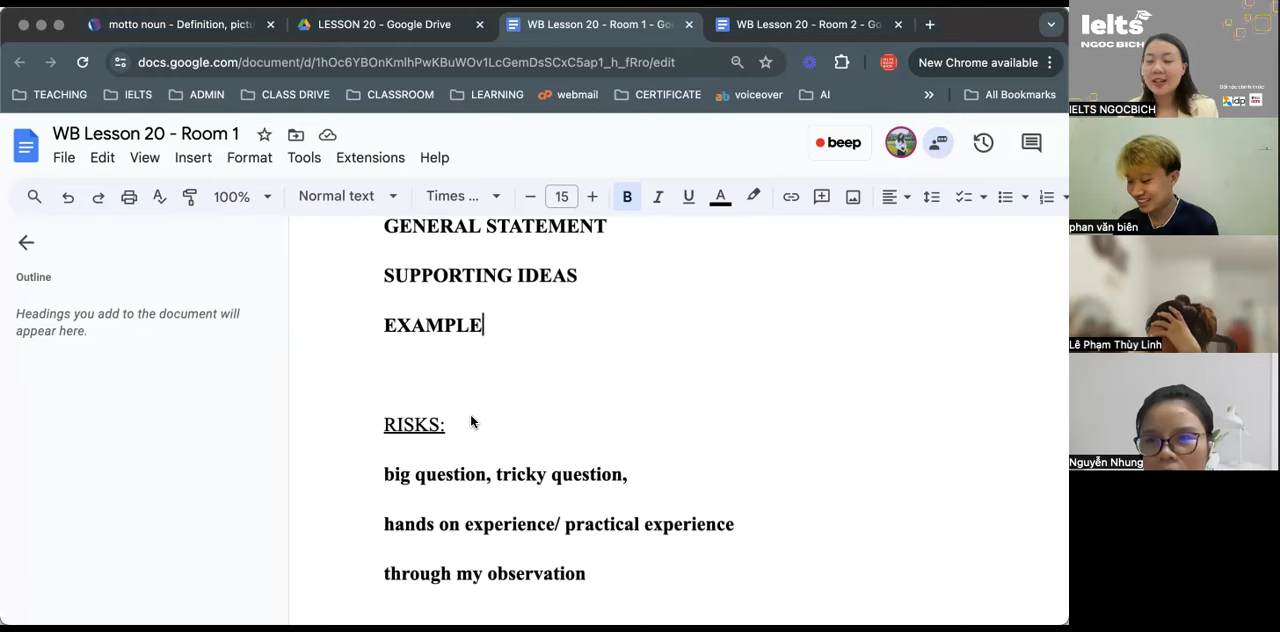 motto noun - Definition, pictu
LESSON 20 - Google Drive
WB Lesson 20 - Room 1 - Goo
WB Lesson 20 - Room 2 - Goo
docs.google.com/document/d/1hOc6YBOnKmlhPwKBuWOv1LcGemDsSCxC5ap1_h_fRro/edit
New Chrome available
TEACHING
IELTS
ADMIN
CLASS DRIVE
CLASSROOM
LEARNING
webmail
CERTIFICATE
voiceover
AI
All Bookmarks
WB Lesson 20 - Room 1
File Edit View Insert Format Tools Extensions Help
beep
100% Normal text Times ... 15 B I U A
Outline
Headings you add to the document will
appear here.
GENERAL STATEMENT
SUPPORTING IDEAS
EXAMPLE
RISKS:
big question, tricky question,
hands on experience/ practical experience
through my observation
Ielts
NGOC BICH
idp
IELTS NGOCBICH
phan văn biên
Lê Phạm Thùy Linh
Nguyễn Nhung